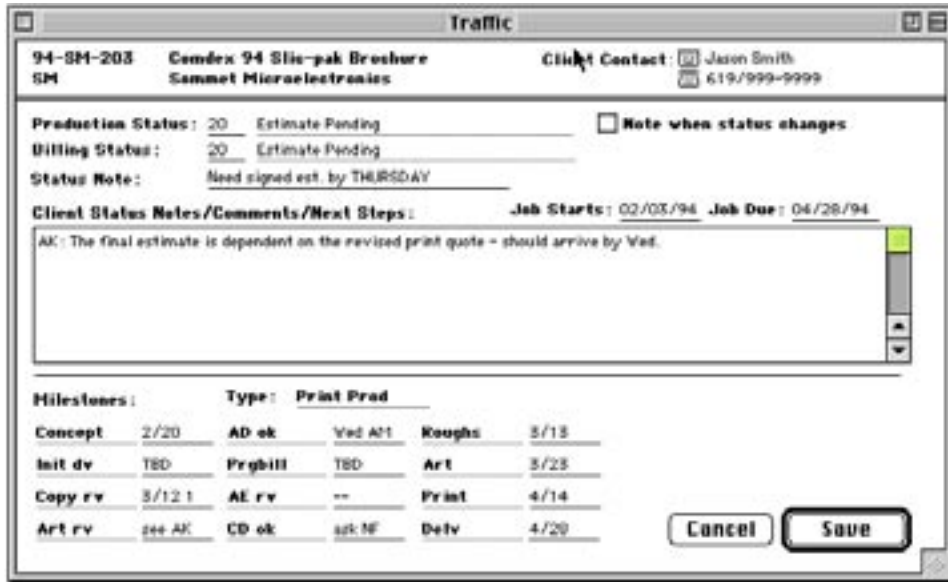 Traffic
94-SM-203 Comdex 94 Slic-pak Brochure Client Contact: Jason Smith
SM Sommet Microelectronics 619/999-9999
Production Status: 20 Estimate Pending Note when status changes
Billing Status: 20 Estimate Pending
Status Note: Need signed est. by THURSDAY
Client Status Notes/Comments/Next Steps: Job Starts: 02/03/94 Job Due: 04/28/94
AK: The final estimate is dependent on the revised print quote - should arrive by Wed.
Milestones: Type: Print Prod
Concept 2/20 AD ok Wed AM Roughs 3/13
Init dv TBD Prgbill TBD Art 3/23
Copy rv 3/12 1 AE rv -- Print 4/14
Art rv see AK CD ok ask NF Delv 4/28
Cancel Save